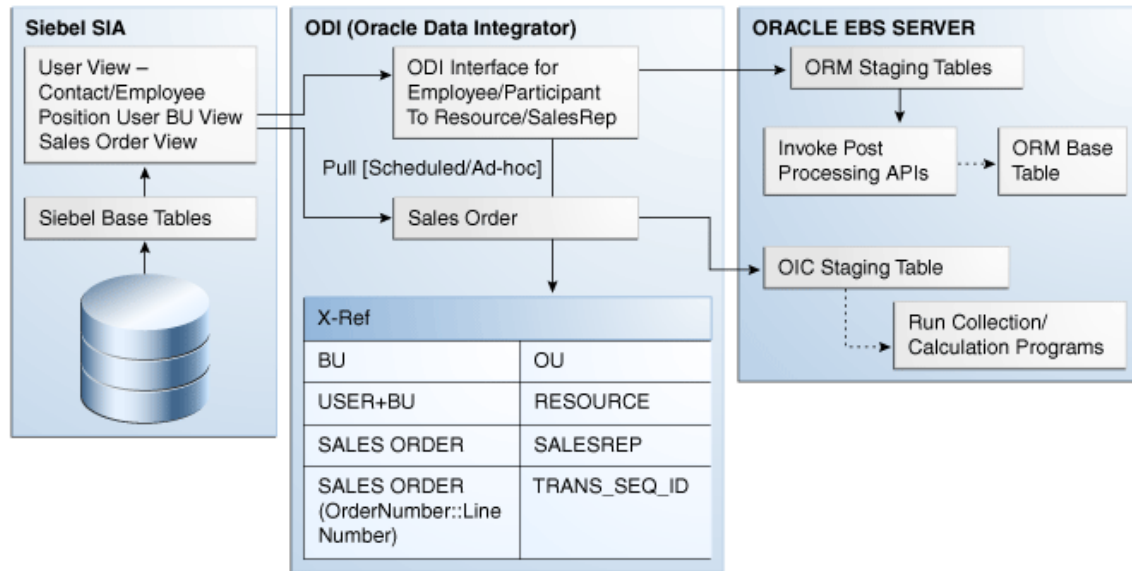 Siebel SIA
User View –
Contact/Employee
Position User BU View
Sales Order View
Siebel Base Tables
ODI (Oracle Data Integrator)
ODI Interface for
Employee/Participant
To Resource/SalesRep
Pull [Scheduled/Ad-hoc]
Sales Order
X-Ref
BU
OU
USER+BU
RESOURCE
SALES ORDER
SALESREP
SALES ORDER
(OrderNumber::Line
Number)
TRANS_SEQ_ID
ORACLE EBS SERVER
ORM Staging Tables
Invoke Post
Processing APIs
ORM Base
Table
OIC Staging Table
Run Collection/
Calculation Programs